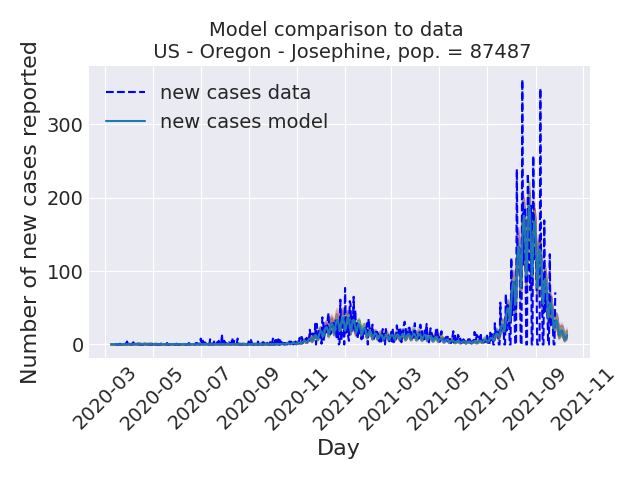 Model comparison to data
US - Oregon - Josephine, pop. = 87487
Number of new cases reported
300
200
100
0
new cases data
new cases model
2020-03
2020-05
2020-07
2020-09
2020-11
2021-01
2021-03
2021-05
2021-07
2021-09
2021-11
Day